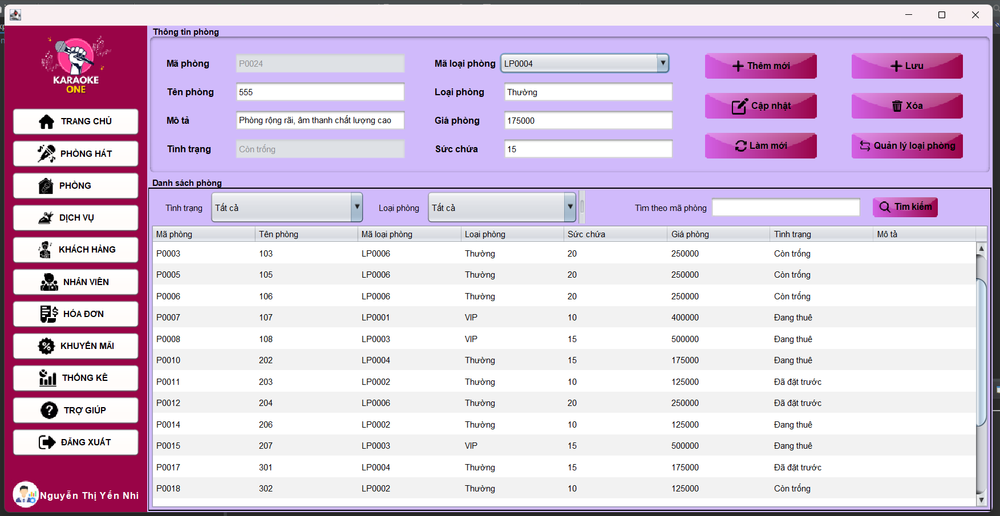 KARAOKE
ONE
TRANG CHỦ
PHÒNG HÁT
PHÒNG
DỊCH VỤ
KHÁCH HÀNG
NHÂN VIÊN
HÓA ĐƠN
KHUYẾN MÃI
THỐNG KÊ
TRỢ GIÚP
ĐĂNG XUẤT
Nguyễn Thị Yến Nhi
Thông tin phòng
Mã phòng P0024 Mã loại phòng LP0004 Thêm mới Lưu
Tên phòng 555 Loại phòng Thường
Cập nhật Xóa
Mô tả Phòng rộng rãi, âm thanh chất lượng cao Giá phòng 175000
Tình trạng Còn trống Sức chứa 15 Làm mới Quản lý loại phòng
Danh sách phòng
Tình trạng Tất cả Loại phòng Tất cả Tìm theo mã phòng Tìm kiếm
Mã phòng Tên phòng Mã loại phòng Loại phòng Sức chứa Giá phòng Tình trạng Mô tả
P0003 103 LP0006 Thường 20 250000 Còn trống
P0005 105 LP0006 Thường 20 250000 Còn trống
P0006 106 LP0006 Thường 20 250000 Còn trống
P0007 107 LP0001 VIP 10 400000 Đang thuê
P0008 108 LP0003 VIP 15 500000 Đang thuê
P0010 202 LP0004 Thường 15 175000 Đang thuê
P0011 203 LP0002 Thường 10 125000 Đã đặt trước
P0012 204 LP0006 Thường 20 250000 Đã đặt trước
P0014 206 LP0002 Thường 10 125000 Đang thuê
P0015 207 LP0003 VIP 15 500000 Đang thuê
P0017 301 LP0004 Thường 15 175000 Đã đặt trước
P0018 302 LP0002 Thường 10 125000 Còn trống